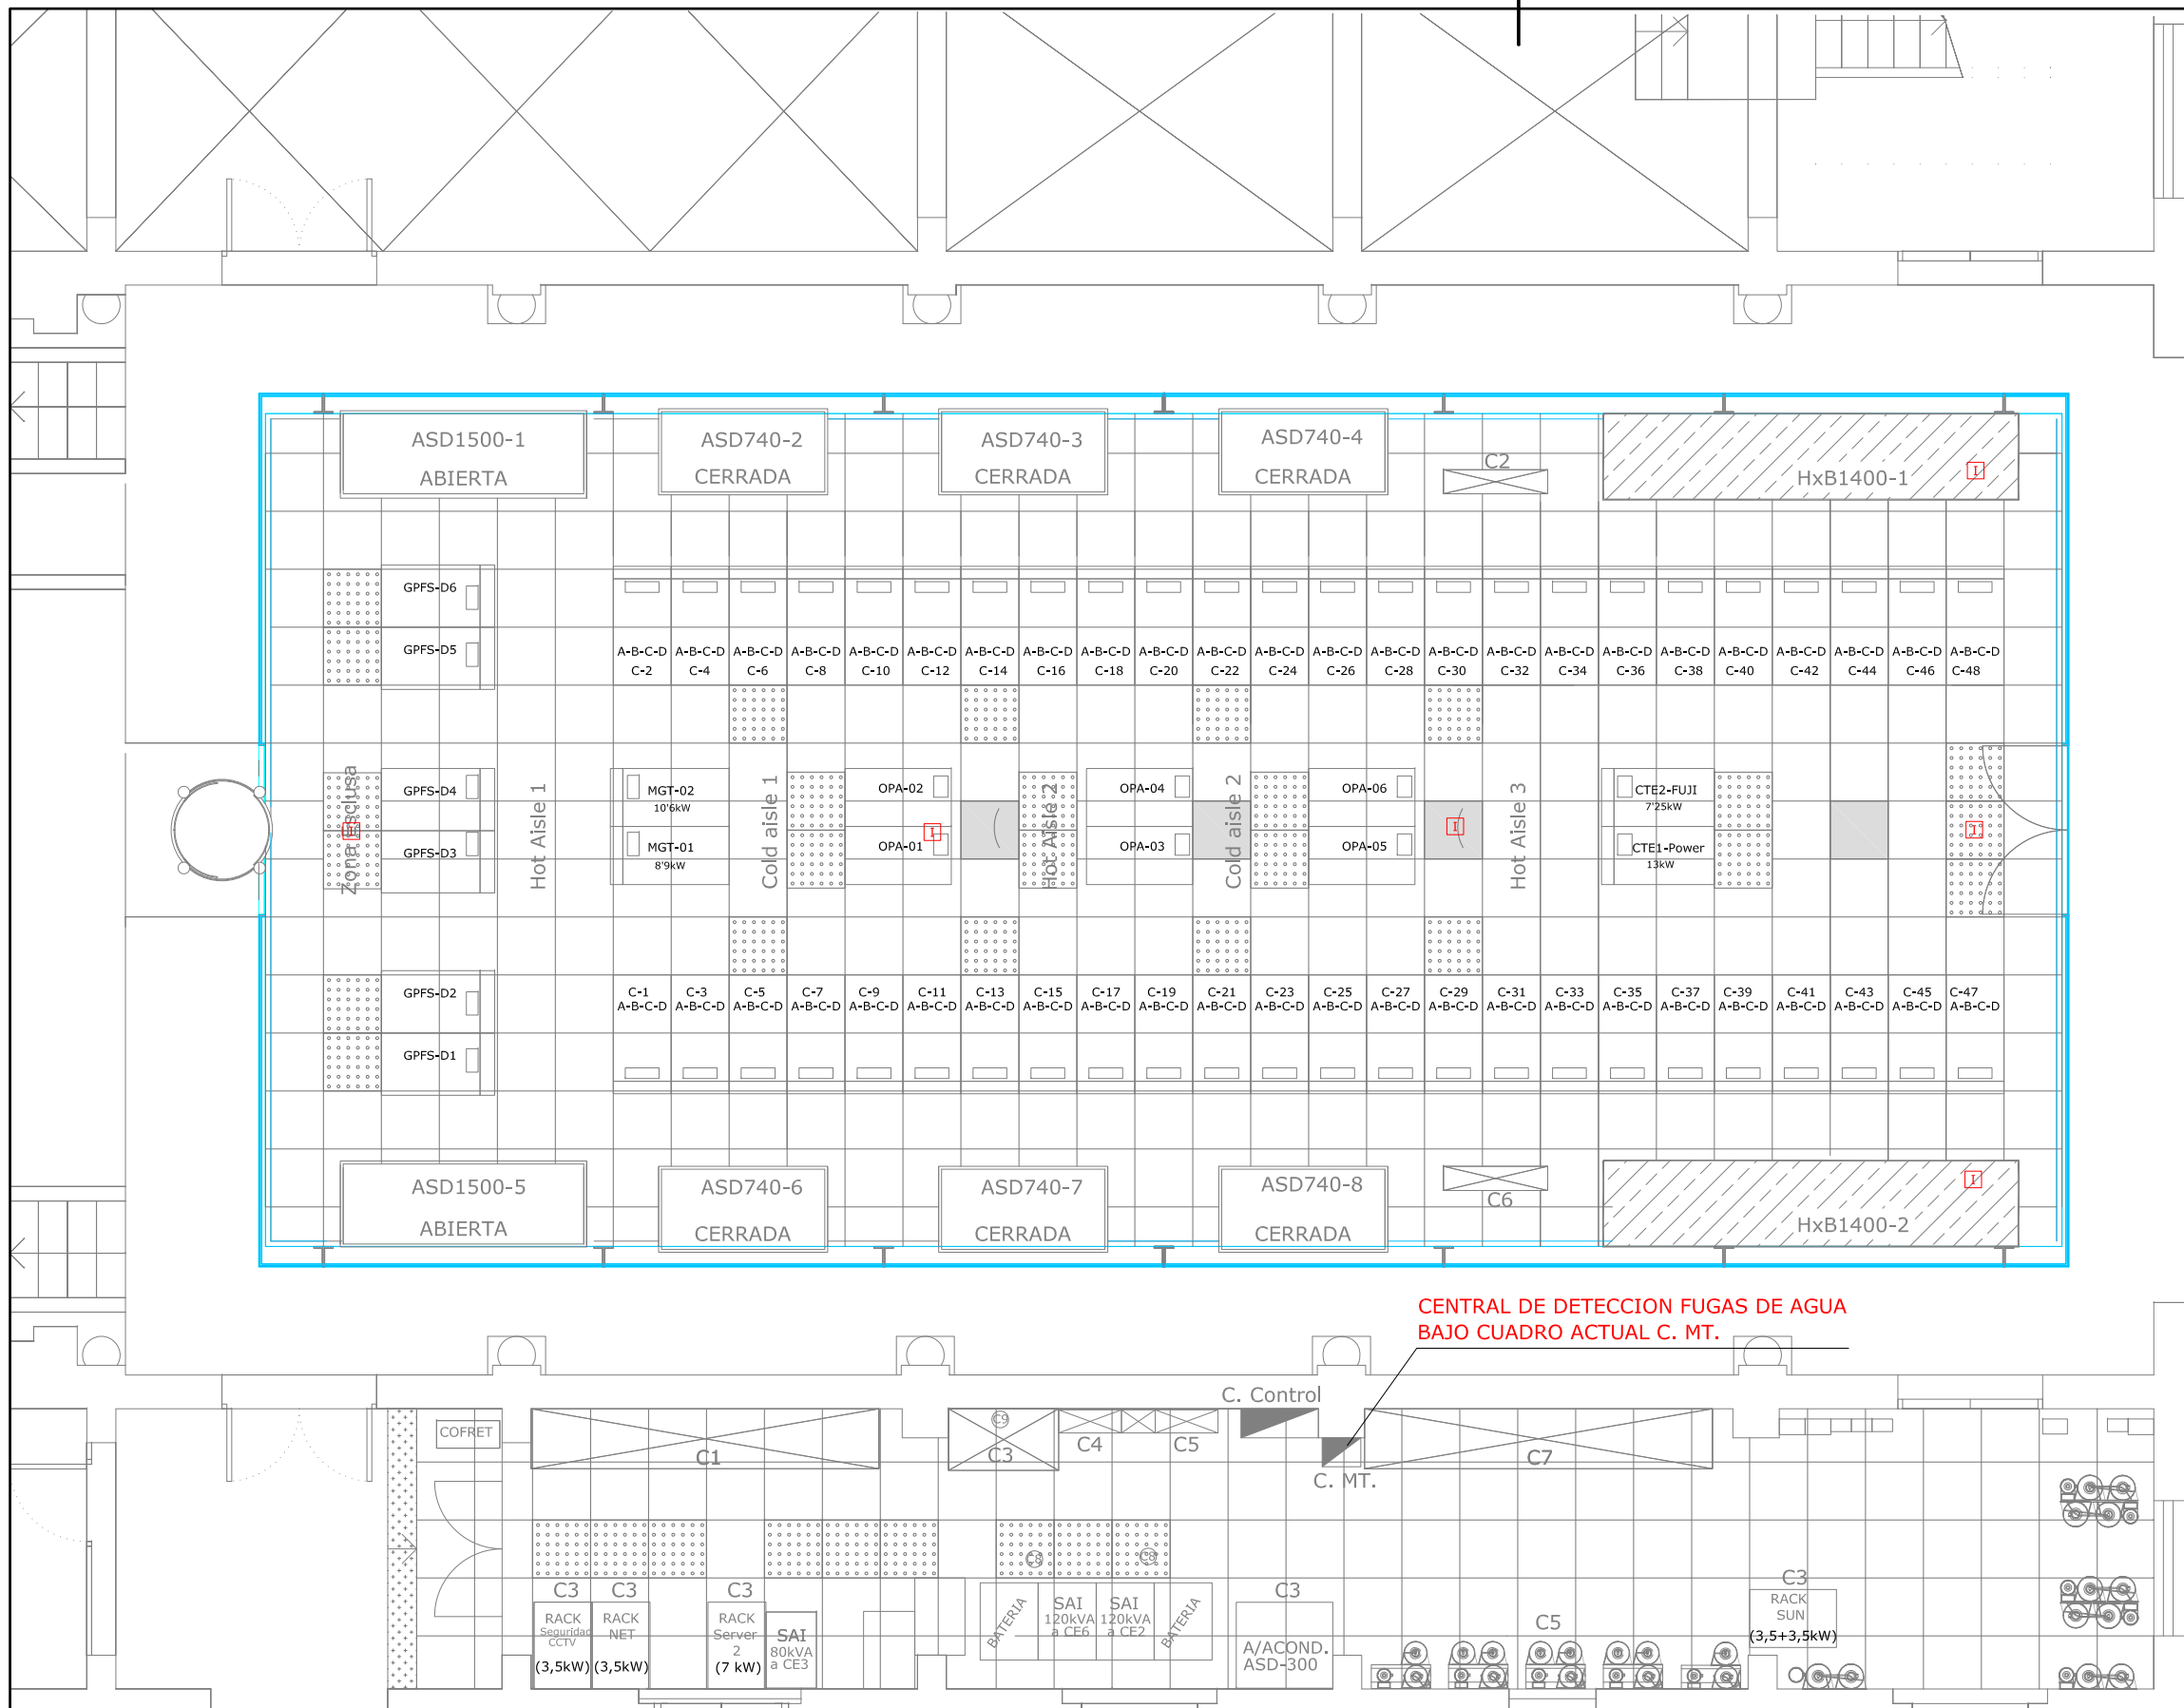 ASD1500-1
ABIERTA
ASD740-2
CERRADA
ASD740-3
CERRADA
ASD740-4
CERRADA
C2
HxB1400-1
I
GPFS-D6
GPFS-D5
A-B-C-D
C-2
A-B-C-D
C-4
A-B-C-D
C-6
A-B-C-D
C-8
A-B-C-D
C-10
A-B-C-D
C-12
A-B-C-D
C-14
A-B-C-D
C-16
A-B-C-D
C-18
A-B-C-D
C-20
A-B-C-D
C-22
A-B-C-D
C-24
A-B-C-D
C-26
A-B-C-D
C-28
A-B-C-D
C-30
A-B-C-D
C-32
A-B-C-D
C-34
A-B-C-D
C-36
A-B-C-D
C-38
A-B-C-D
C-40
A-B-C-D
C-42
A-B-C-D
C-44
A-B-C-D
C-46
A-B-C-D
C-48
Zona esclusa
I
GPFS-D4
GPFS-D3
Hot Aisle 1
MGT-02
10'6kW
MGT-01
8'9kW
Cold aisle 1
OPA-02
OPA-01
I
Hot Aisle 2
OPA-04
OPA-03
Cold aisle 2
OPA-06
OPA-05
I
Hot Aisle 3
CTE2-FUJI
7'25kW
CTE1-Power
13kW
I
GPFS-D2
GPFS-D1
C-1
A-B-C-D
C-3
A-B-C-D
C-5
A-B-C-D
C-7
A-B-C-D
C-9
A-B-C-D
C-11
A-B-C-D
C-13
A-B-C-D
C-15
A-B-C-D
C-17
A-B-C-D
C-19
A-B-C-D
C-21
A-B-C-D
C-23
A-B-C-D
C-25
A-B-C-D
C-27
A-B-C-D
C-29
A-B-C-D
C-31
A-B-C-D
C-33
A-B-C-D
C-35
A-B-C-D
C-37
A-B-C-D
C-39
A-B-C-D
C-41
A-B-C-D
C-43
A-B-C-D
C-45
A-B-C-D
C-47
A-B-C-D
ASD1500-5
ABIERTA
ASD740-6
CERRADA
ASD740-7
CERRADA
ASD740-8
CERRADA
C6
I
HxB1400-2
CENTRAL DE DETECCION FUGAS DE AGUA
BAJO CUADRO ACTUAL C. MT.
C. Control
COFRET
C1
C9
C3
C4
C5
C. MT.
C7
C8
C8
C3
RACK
Seguridad
CCTV
(3,5kW)
C3
RACK
NET
(3,5kW)
C3
RACK
Server
2
(7 kW)
SAI
80kVA
a CE3
BATERIA
SAI
120kVA
a CE6
SAI
120kVA
a CE2
BATERIA
C3
A/ACOND.
ASD-300
C5
C3
RACK
SUN
(3,5+3,5kW)